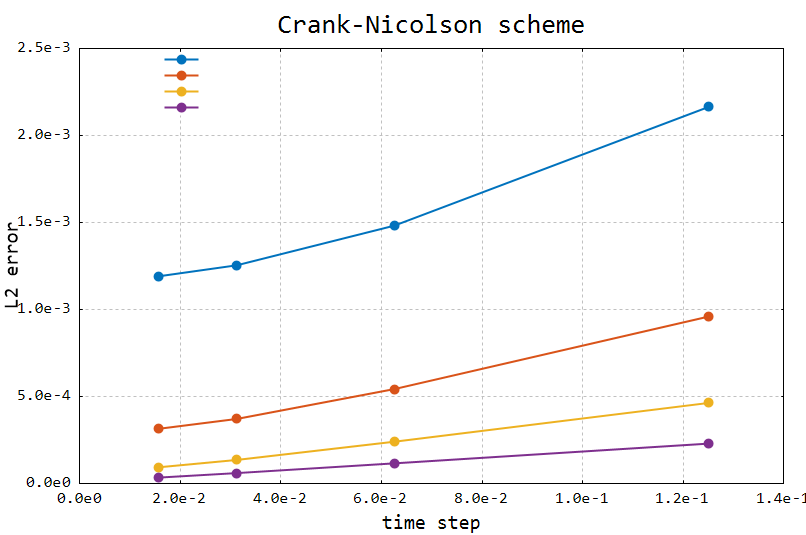 Crank-Nicolson scheme
2.5e-3
2.0e-3
1.5e-3
1.0e-3
5.0e-4
0.0e0
L2 error
0.0e0 2.0e-2 4.0e-2 6.0e-2 8.0e-2 1.0e-1 1.2e-1 1.4e-1
time step